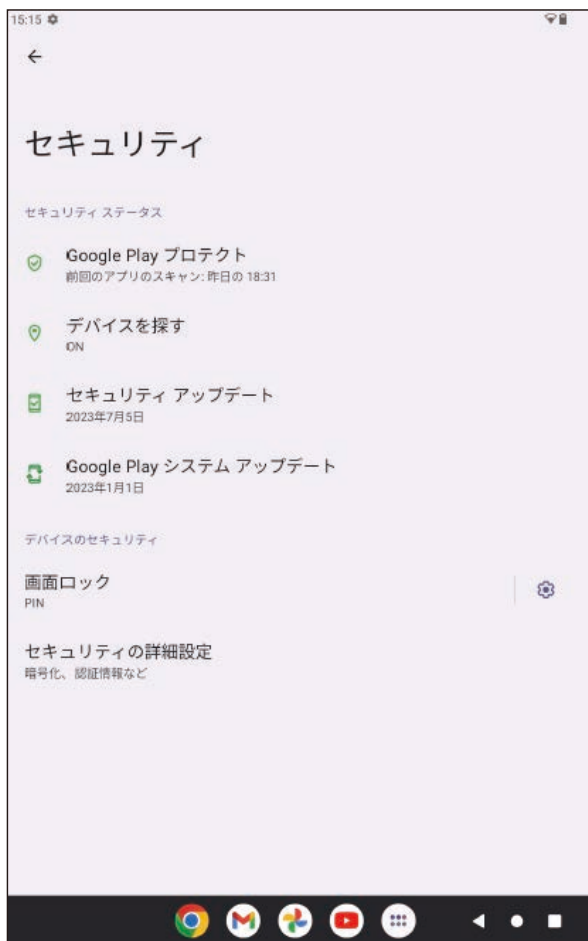 15:15
セキュリティ
セキュリティ ステータス
Google Play プロテクト
前回のアプリのスキャン: 昨日の 18:31
デバイスを探す
ON
セキュリティ アップデート
2023年7月5日
Google Play システム アップデート
2023年1月1日
デバイスのセキュリティ
画面ロック
PIN
セキュリティの詳細設定
暗号化、認証情報など